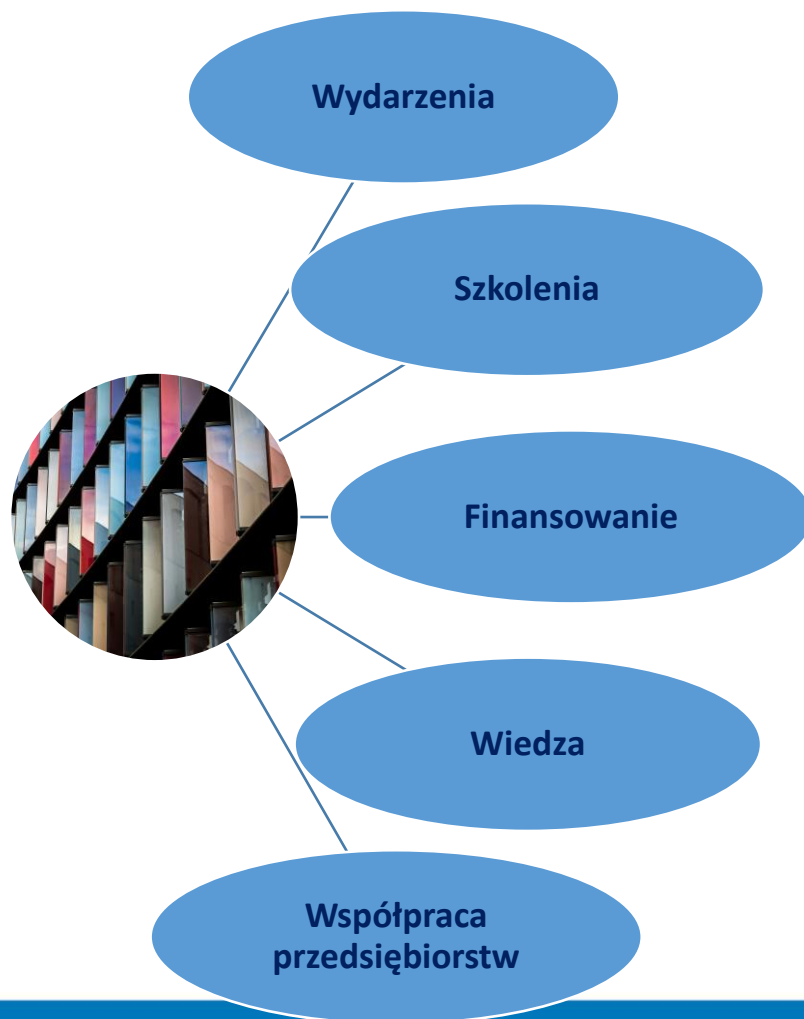 Wydarzenia
Szkolenia
Finansowanie
Wiedza
Współpraca
przedsiębiorstw